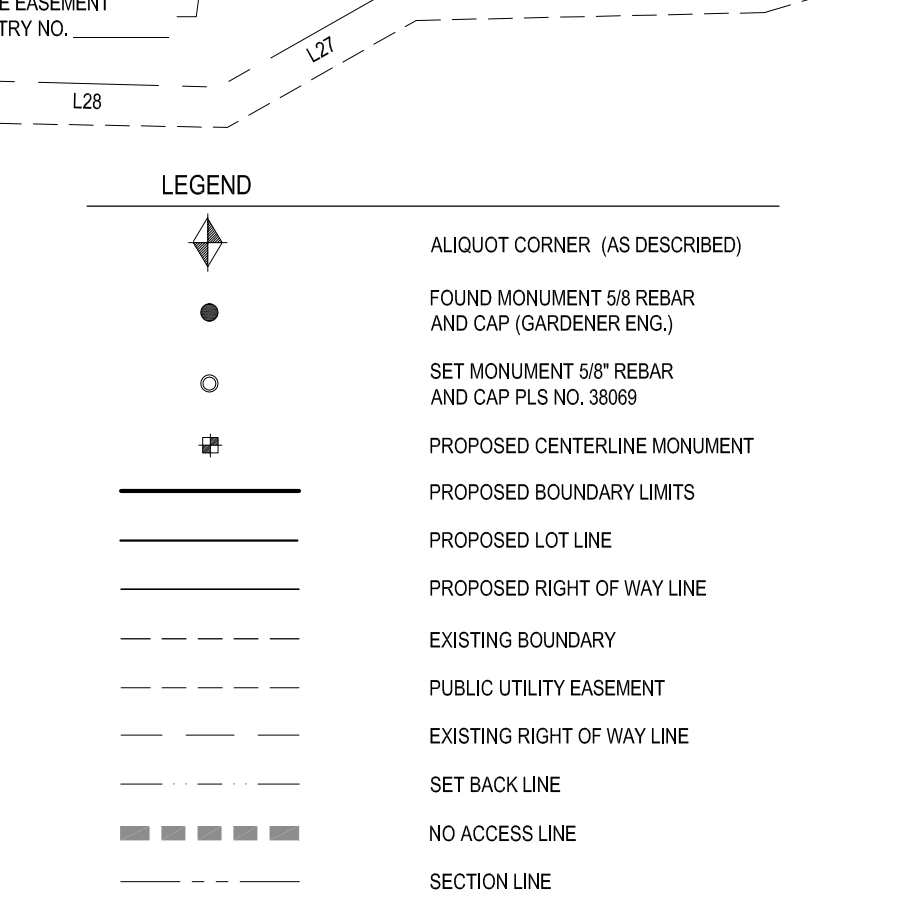 E EASEMENT
TRY NO. ________
L27
L28
LEGEND
ALIQUOT CORNER (AS DESCRIBED)
FOUND MONUMENT 5/8 REBAR
AND CAP (GARDENER ENG.)
SET MONUMENT 5/8" REBAR
AND CAP PLS NO. 38069
PROPOSED CENTERLINE MONUMENT
PROPOSED BOUNDARY LIMITS
PROPOSED LOT LINE
PROPOSED RIGHT OF WAY LINE
EXISTING BOUNDARY
PUBLIC UTILITY EASEMENT
EXISTING RIGHT OF WAY LINE
SET BACK LINE
NO ACCESS LINE
SECTION LINE